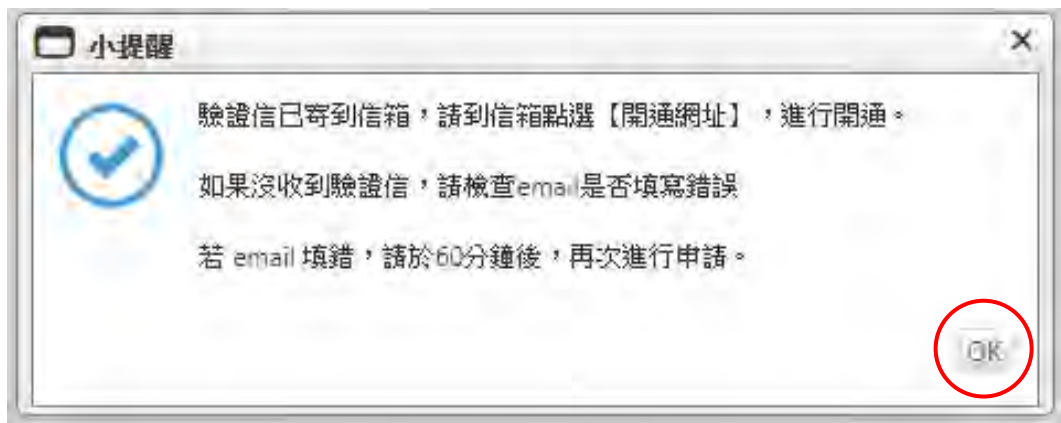 小提醒
驗證信已寄到信箱，請到信箱點選【開通網址】，進行開通。
如果沒收到驗證信，請檢查email是否填寫錯誤
若 email 填錯，請於60分鐘後，再次進行申請。
OK